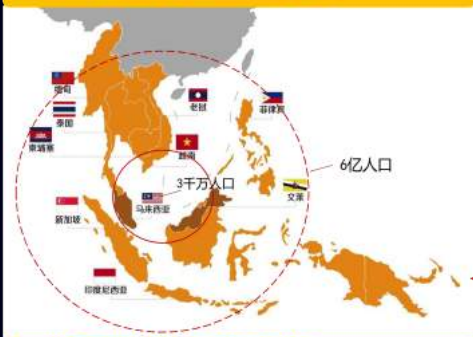 缅甸
老挝
菲律宾
泰国
柬埔寨
越南
6亿人口
3千万人口
马来西亚
文莱
新加坡
印度尼西亚